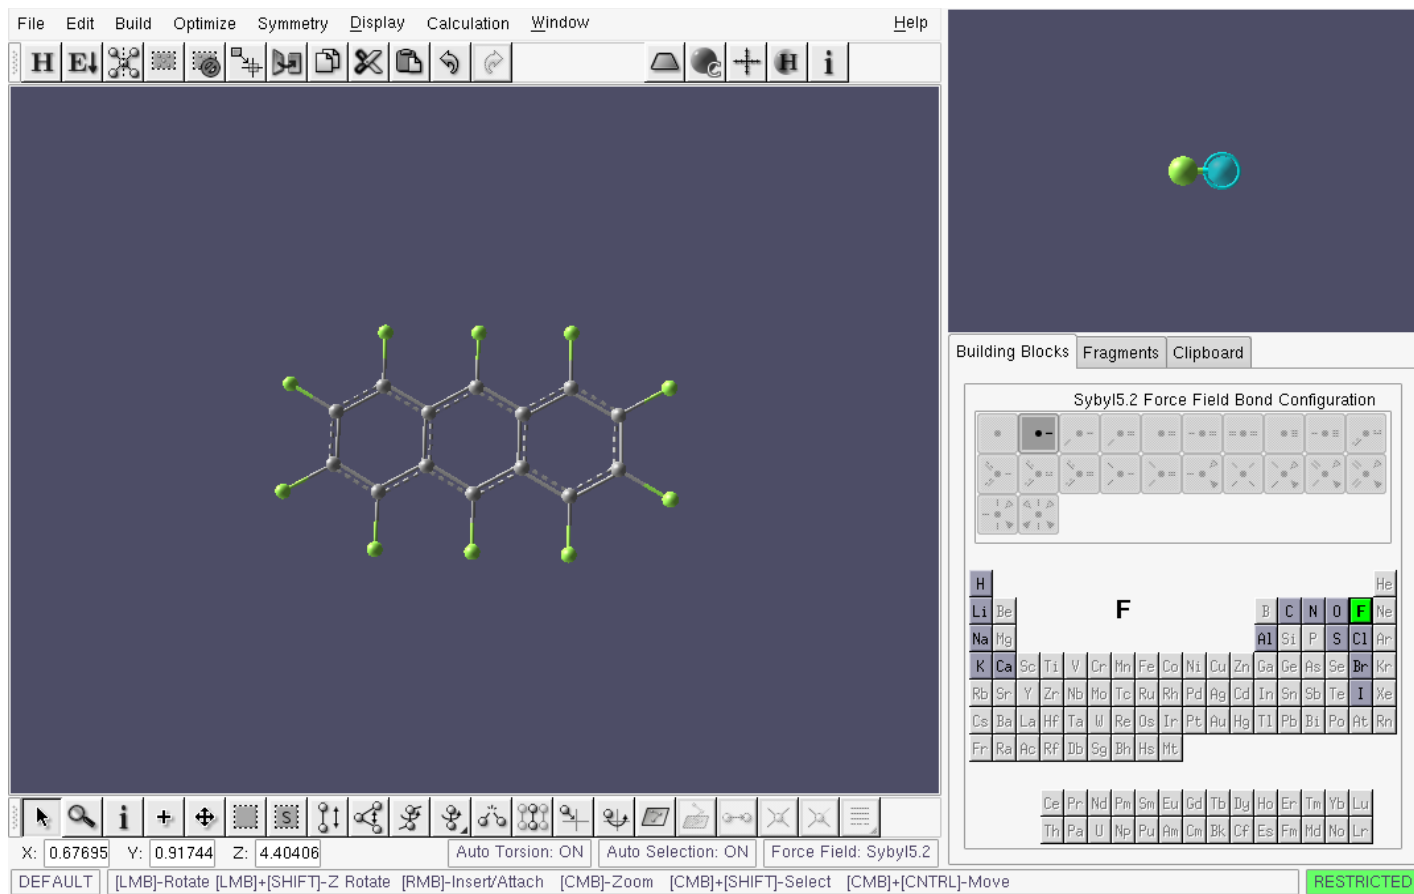 File Edit Build Optimize Symmetry Display Calculation Window Help
H E↓ C H i
Building Blocks Fragments Clipboard
Sybyl5.2 Force Field Bond Configuration
F
H He
Li Be B C N O F Ne
Na Mg Al Si P S Cl Ar
K Ca Sc Ti V Cr Mn Fe Co Ni Cu Zn Ga Ge As Se Br Kr
Rb Sr Y Zr Nb Mo Tc Ru Rh Pd Ag Cd In Sn Sb Te I Xe
Cs Ba La Hf Ta W Re Os Ir Pt Au Hg Tl Pb Bi Po At Rn
Fr Ra Ac Rf Db Sg Bh Hs Mt
Ce Pr Nd Pm Sm Eu Gd Tb Dy Ho Er Tm Yb Lu
Th Pa U Np Pu Am Cm Bk Cf Es Fm Md No Lr
i S
X: 0.67695 Y: 0.91744 Z: 4.40406 Auto Torsion: ON Auto Selection: ON Force Field: Sybyl5.2
DEFAULT [LMB]-Rotate [LMB]+[SHIFT]-Z Rotate [RMB]-Insert/Attach [CMB]-Zoom [CMB]+[SHIFT]-Select [CMB]+[CNTRL]-Move RESTRICTED